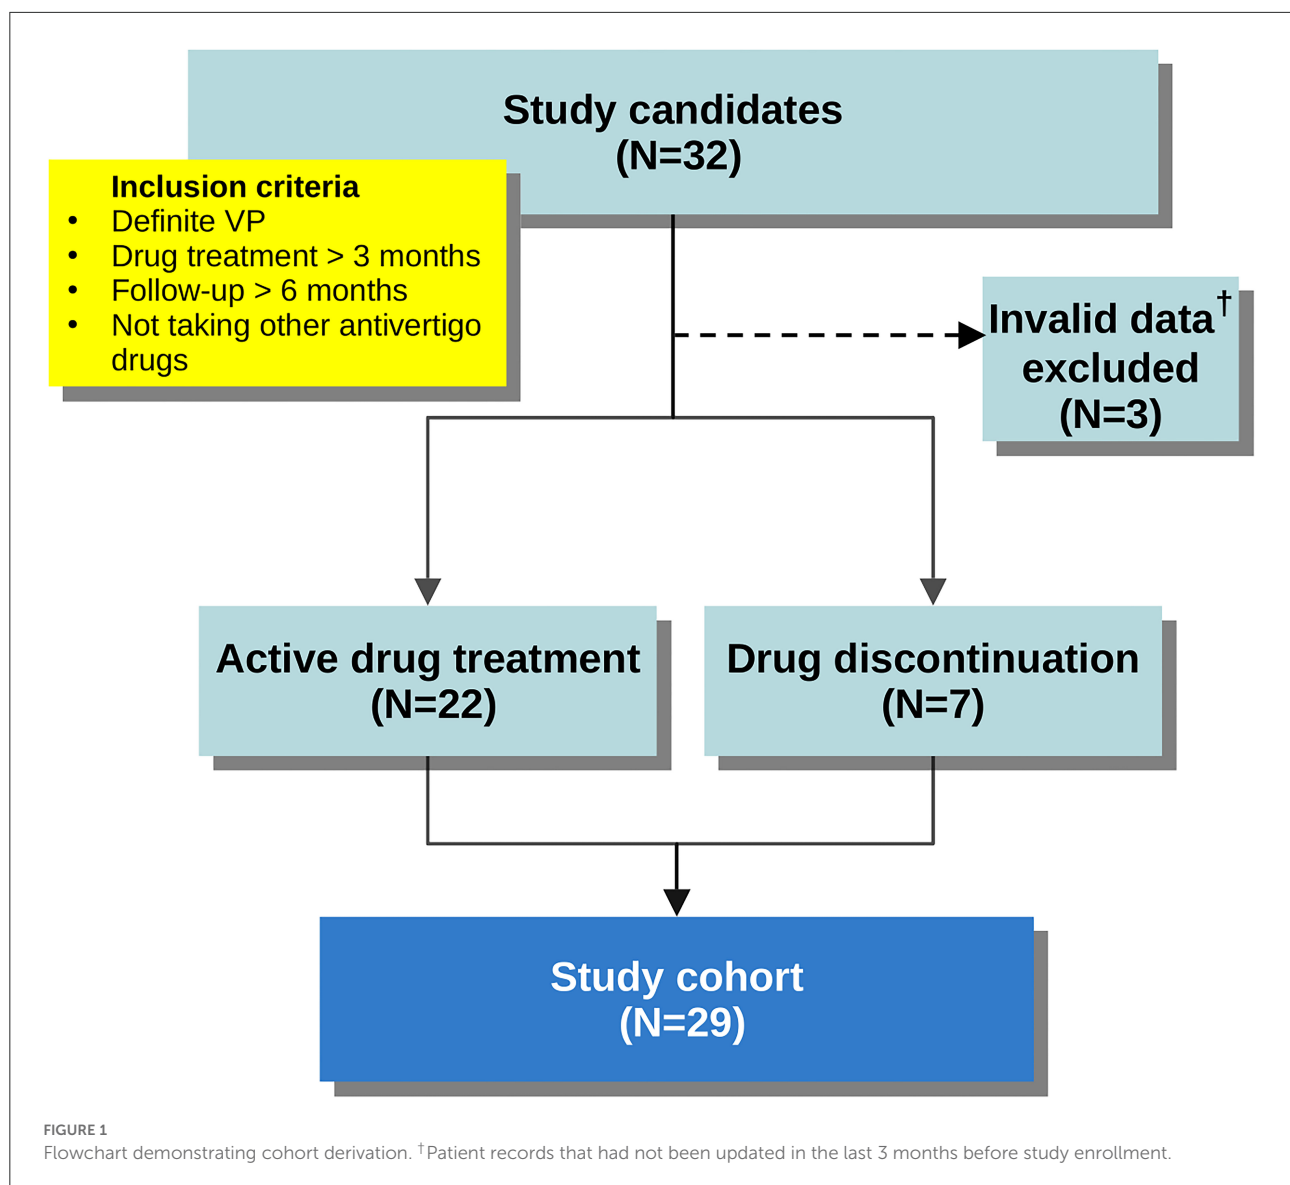 Study candidates
(N=32)
Inclusion criteria
• Definite VP
• Drug treatment > 3 months
• Follow-up > 6 months
• Not taking other antivertigo
drugs
Invalid data†
excluded
(N=3)
Active drug treatment
(N=22)
Drug discontinuation
(N=7)
Study cohort
(N=29)
FIGURE 1
Flowchart demonstrating cohort derivation. †Patient records that had not been updated in the last 3 months before study enrollment.